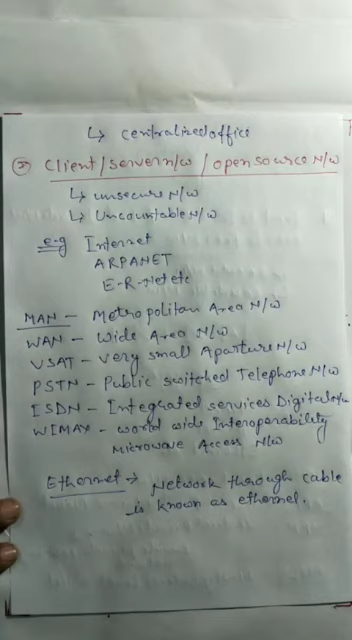 ↳ centralized office
② Client/server n/w / open source N/w
↳ unsecure N/w
↳ Uncountable N/w
e.g Internet
ARPANET
E-R-Net etc
MAN - Metropolitan Area N/w
WAN - Wide Area N/w
VSAT - Very small Aparture N/w
PSTN - Public switched Telephone N/w
ISDN - Integrated services Digital
WIMAX - world wide Interoparability
Microwave Access N/w
Ethernet → Network through cable
is known as ethernet.